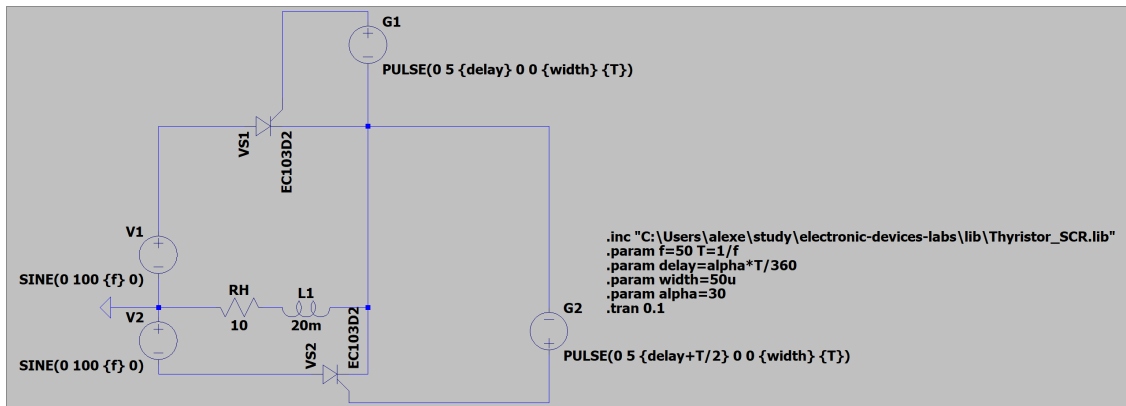 G1
PULSE(0 5 {delay} 0 0 {width} {T})
VS1
EC103D2
V1
SINE(0 100 {f} 0)
RH
10
L1
20m
V2
SINE(0 100 {f} 0)
VS2
EC103D2
G2
PULSE(0 5 {delay+T/2} 0 0 {width} {T})
.inc "C:\Users\alexe\study\electronic-devices-labs\lib\Thyristor_SCR.lib"
.param f=50 T=1/f
.param delay=alpha*T/360
.param width=50u
.param alpha=30
.tran 0.1